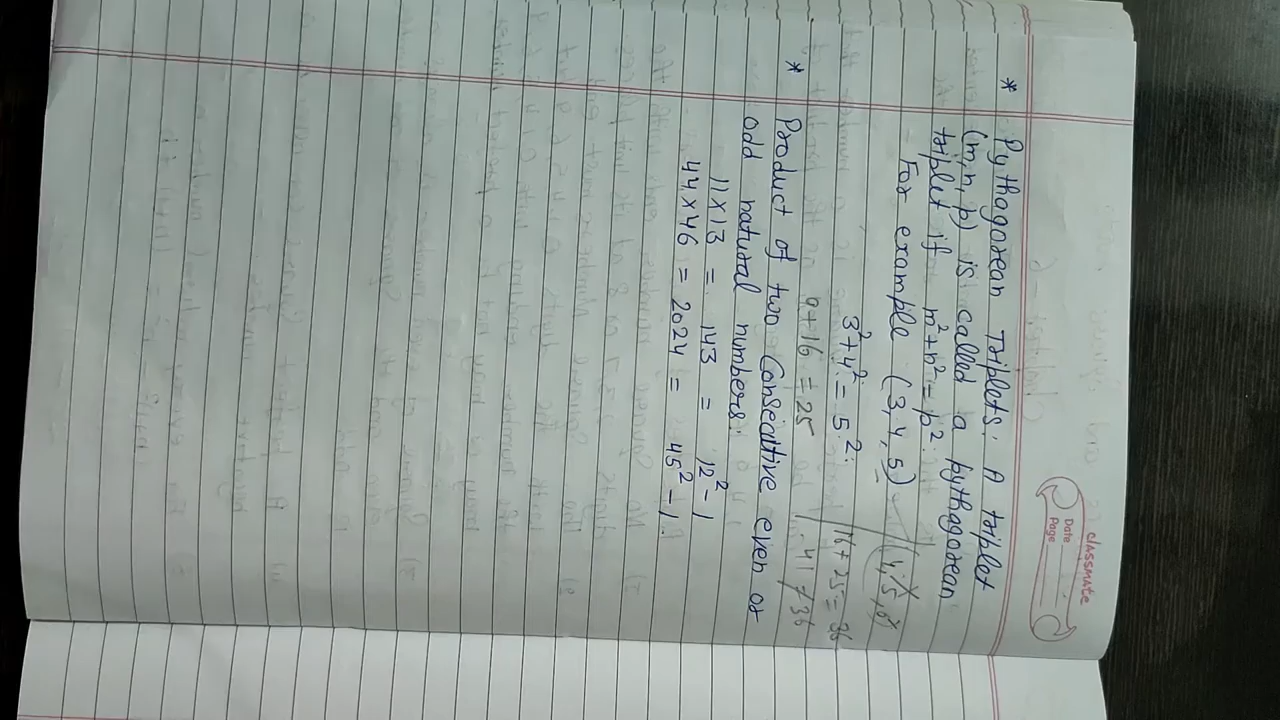 classmate
Date
Page
* Pythagorean Triplets: A triplet
(m, n, p) is called a pythagorean
triplet if m²+n²=p².
For example (3,4,5) (4,5,6)
3²+4²=5². 16+25=36
9+16=25 41≠36
* Product of two Consecutive even or
odd natural numbers:
11×13 = 143 = 12²-1
44×46 = 2024 = 45²-1.